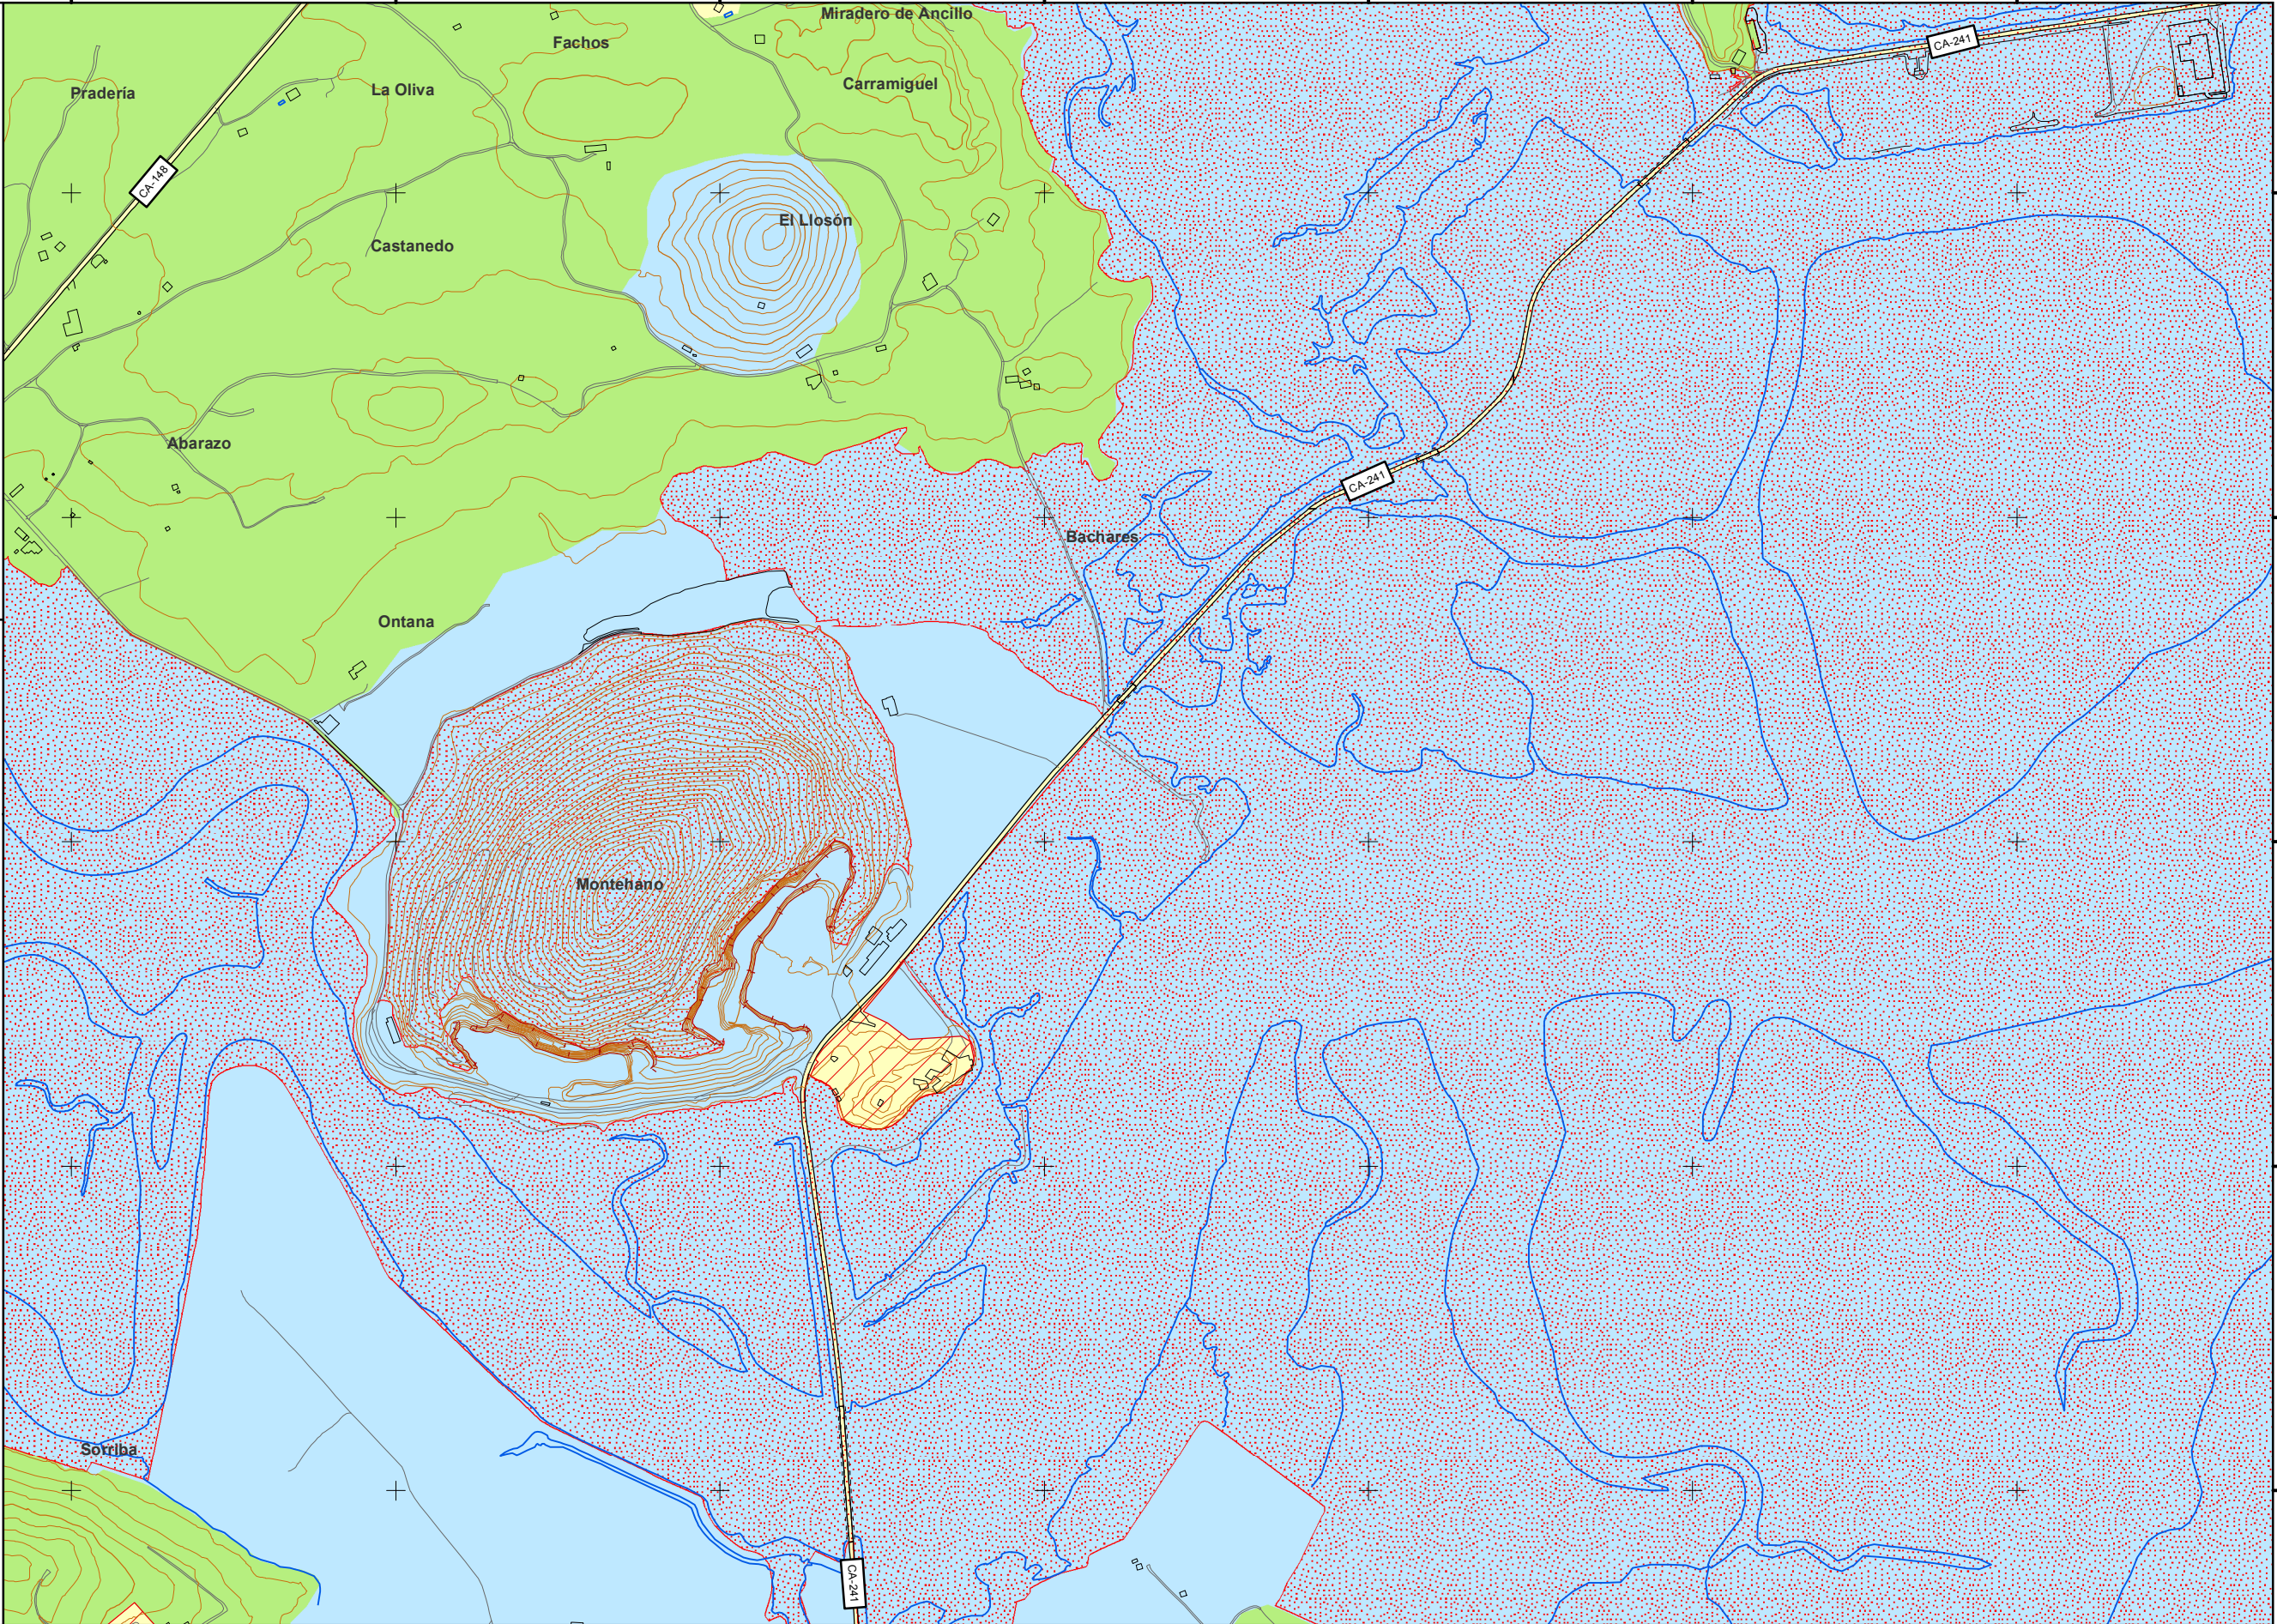 Miradero de Ancillo
Fachos
CA-241
Carramiguel
La Oliva
Pradería
CA-148
El Llosón
Castanedo
Abarazo
CA-241
Bachares
Ontana
Montehano
Sorriba
CA-241